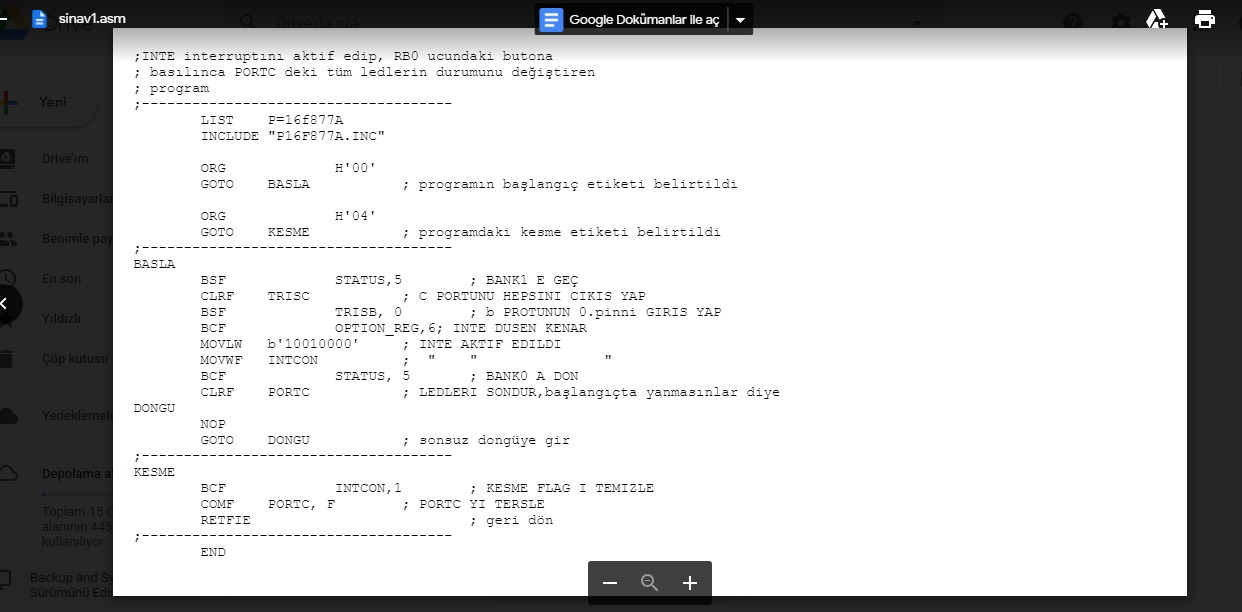 sinav1.asm
Drive
Drive'da ara
Google Dokümanlar ile aç
;INTE interruptını aktif edip, RB0 ucundaki butona
; basılınca PORTC deki tüm ledlerin durumunu değiştiren
; program
;-------------------------------------
LIST P=16f877A
INCLUDE "P16F877A.INC"
ORG H'00'
GOTO BASLA ; programın başlangıç etiketi belirtildi
ORG H'04'
GOTO KESME ; programdaki kesme etiketi belirtildi
;-------------------------------------
BASLA
BSF STATUS,5 ; BANK1 E GEÇ
CLRF TRISC ; C PORTUNU HEPSINI CIKIS YAP
BSF TRISB, 0 ; b PROTUNUN 0.pinni GIRIS YAP
BCF OPTION_REG,6; INTE DUSEN KENAR
MOVLW b'10010000' ; INTE AKTIF EDILDI
MOVWF INTCON ; " " "
BCF STATUS, 5 ; BANK0 A DON
CLRF PORTC ; LEDLERI SONDUR,başlangıçta yanmasınlar diye
DONGU
NOP
GOTO DONGU ; sonsuz dongüye gir
;-------------------------------------
KESME
BCF INTCON,1 ; KESME FLAG I TEMIZLE
COMF PORTC, F ; PORTC YI TERSLE
RETFIE ; geri dön
;-------------------------------------
END
Yeni
Drive'ım
Bilgisayarlar
Benimle pay
En son
Yıldızlı
Çöp kutusu
Yedeklemele
Depolama a
Toplam 15 G
alanının 445
kullanılıyor
Backup and Sy
Sürümünü Edi